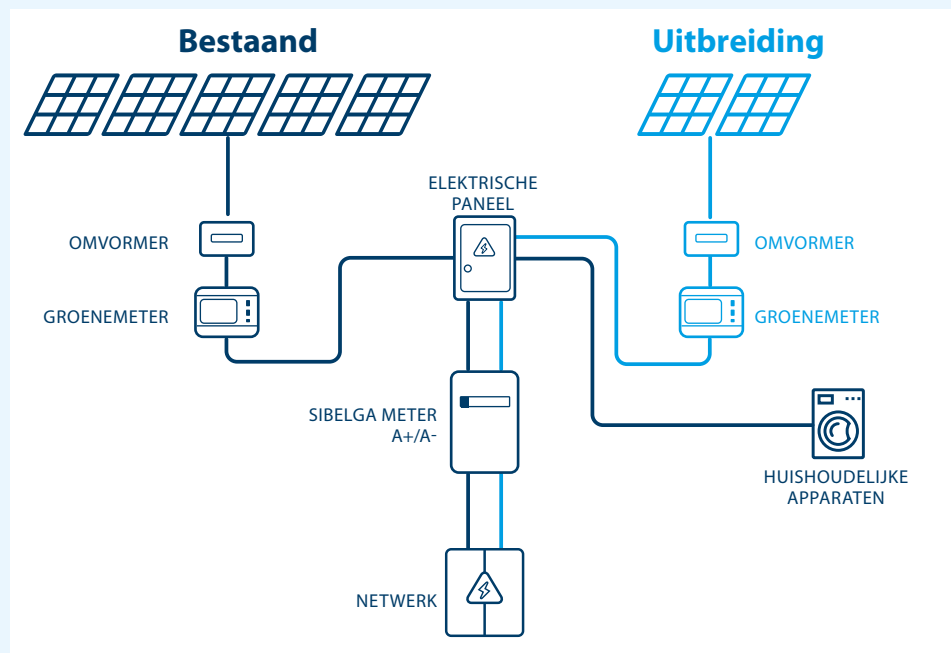 Bestaand
Uitbreiding
ELEKTRISCHE
PANEEL
OMVORMER
OMVORMER
GROENEMETER
GROENEMETER
SIBELGA METER
A+/A-
HUISHOUDELIJKE
APPARATEN
NETWERK